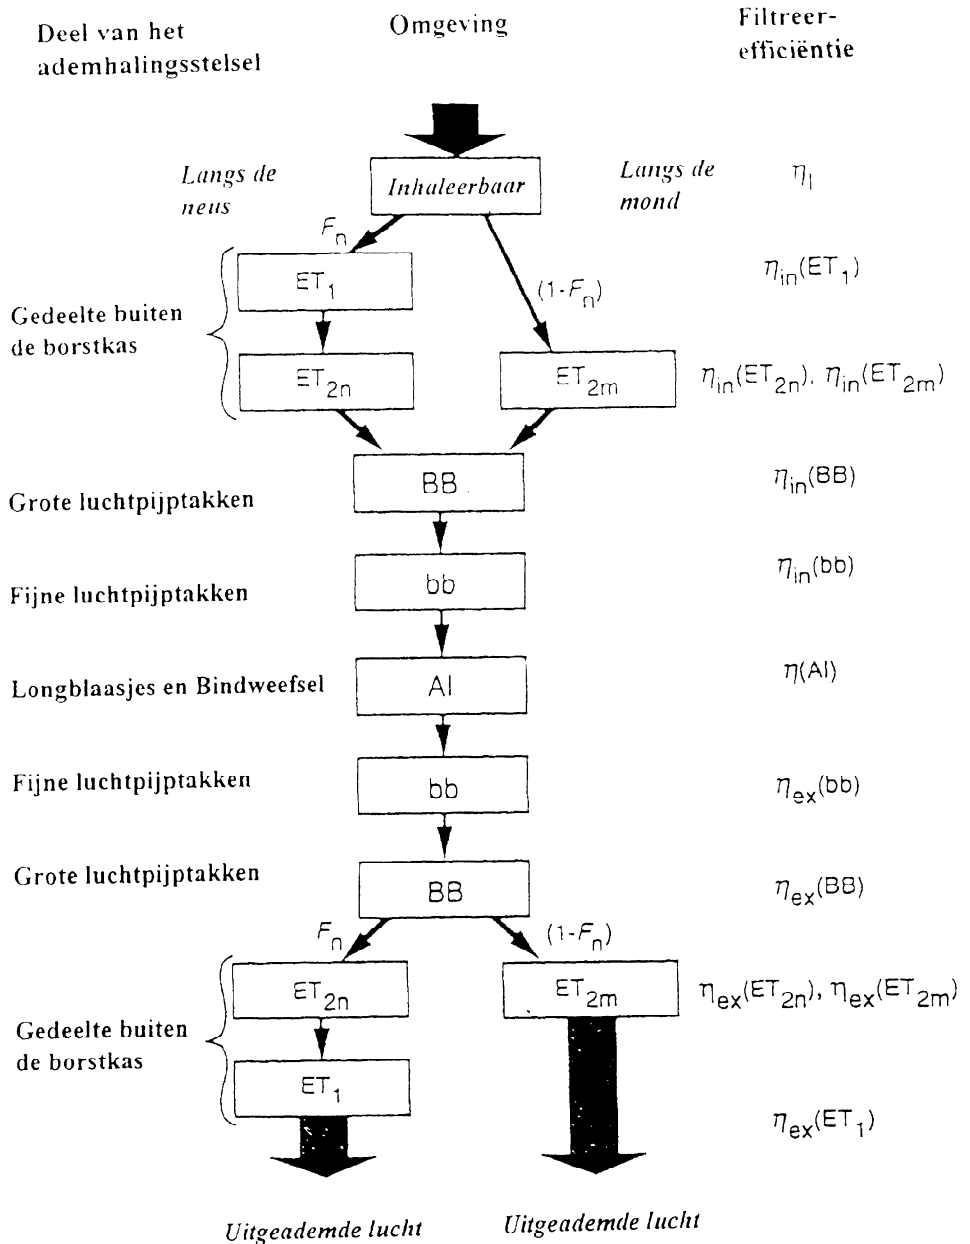 Deel van het
ademhalingsstelsel
Omgeving
Filtreer-
efficiëntie
Langs de
neus
Inhaleerbaar
Langs de
mond
ηI
Fn
(1-Fn)
Gedeelte buiten
de borstkas
ET1
ηin(ET1)
ET2n
ET2m
ηin(ET2n), ηin(ET2m)
Grote luchtpijptakken
BB
ηin(BB)
Fijne luchtpijptakken
bb
ηin(bb)
Longblaasjes en Bindweefsel
AI
η(AI)
Fijne luchtpijptakken
bb
ηex(bb)
Grote luchtpijptakken
BB
ηex(BB)
Fn
(1-Fn)
Gedeelte buiten
de borstkas
ET2n
ET2m
ηex(ET2n), ηex(ET2m)
ET1
ηex(ET1)
Uitgeademde lucht
Uitgeademde lucht